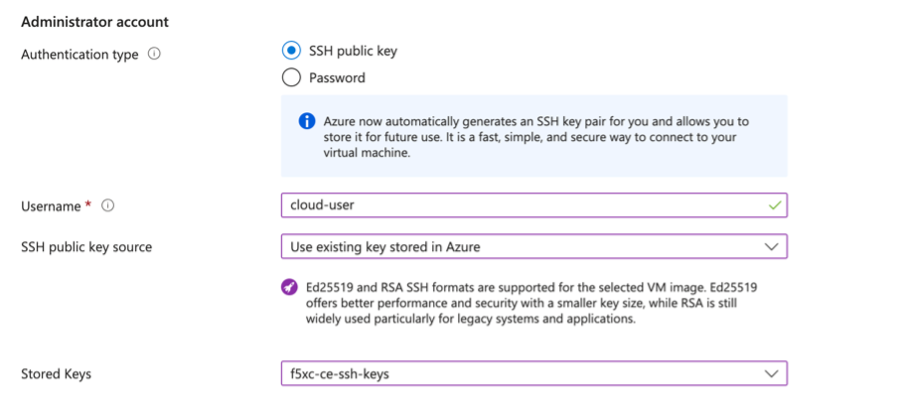 Administrator account
Authentication type
SSH public key
Password
Azure now automatically generates an SSH key pair for you and allows you to
store it for future use. It is a fast, simple, and secure way to connect to your
virtual machine.
Username *
cloud-user
SSH public key source
Use existing key stored in Azure
Ed25519 and RSA SSH formats are supported for the selected VM image. Ed25519
offers better performance and security with a smaller key size, while RSA is still
widely used particularly for legacy systems and applications.
Stored Keys
f5xc-ce-ssh-keys